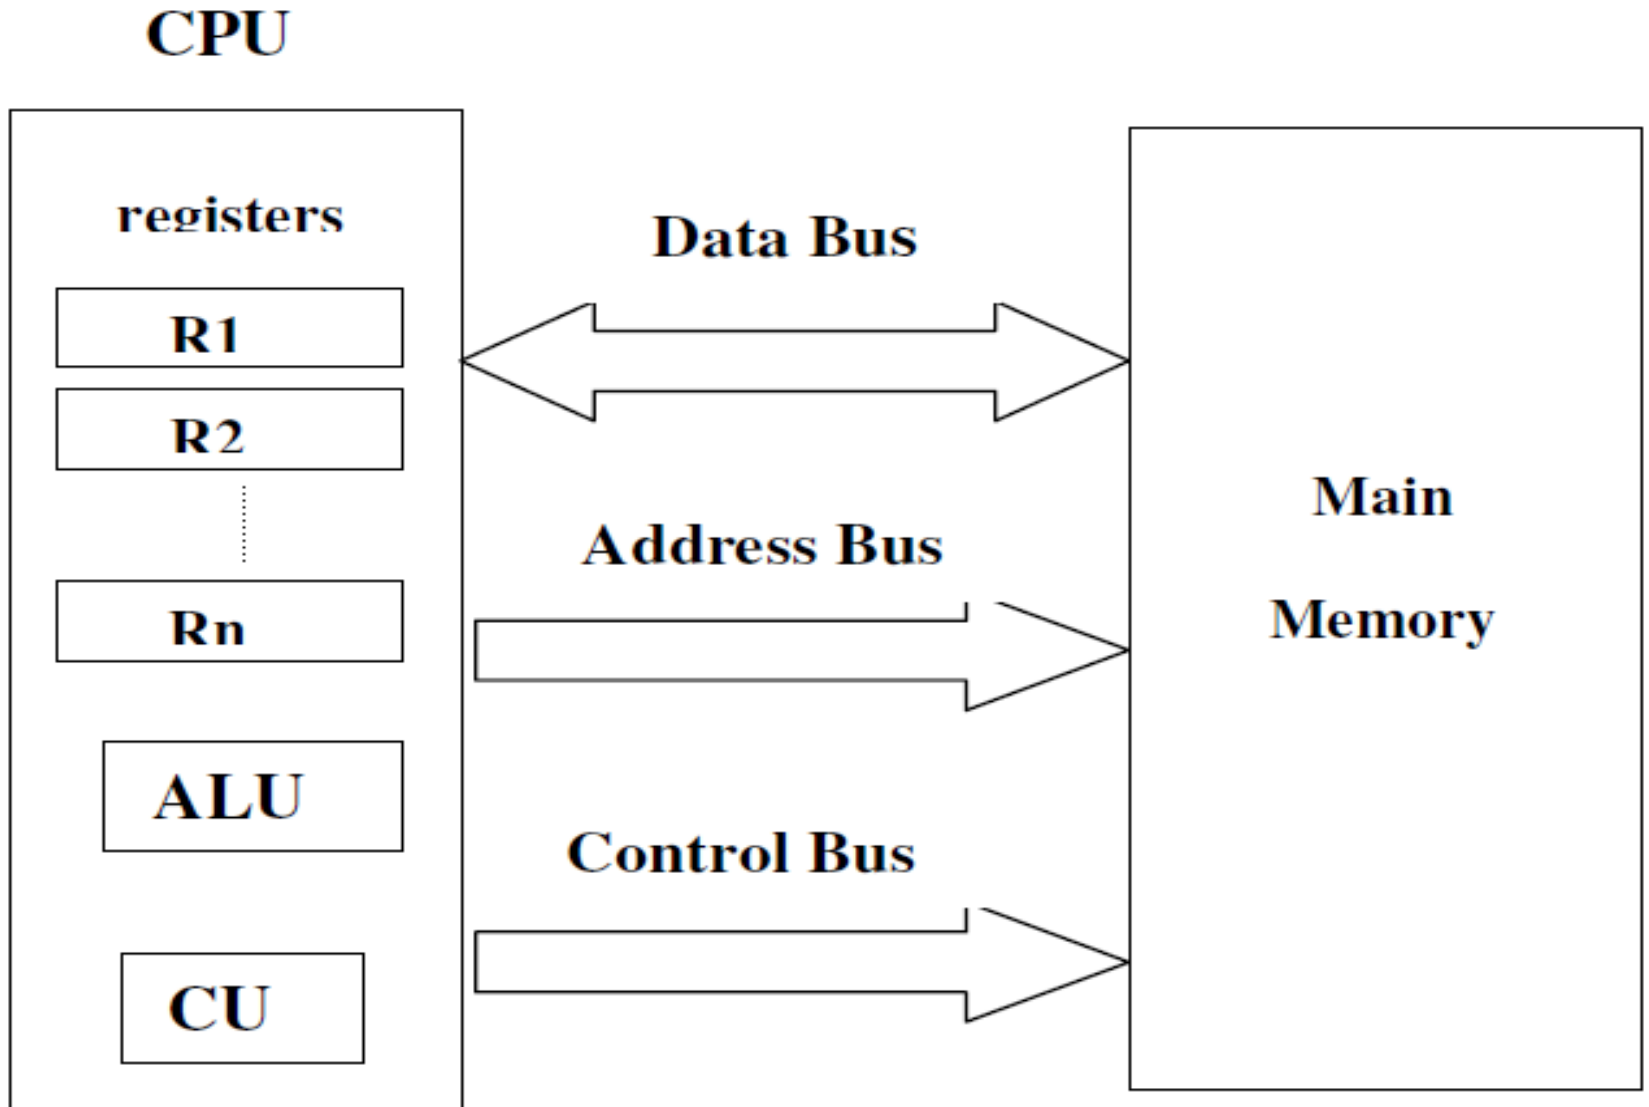 CPU
registers
R1
R2
Rn
ALU
CU
Data Bus
Address Bus
Control Bus
Main
Memory